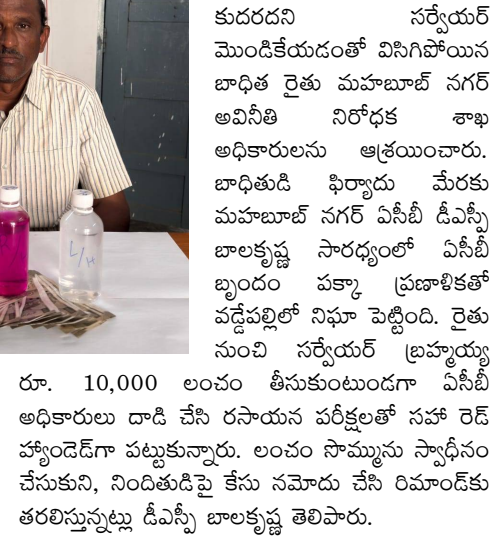 కుదరదని సర్వేయర్
మొండికేయడంతో విసిగిపోయిన
బాధిత రైతు మహబూబ్ నగర్
అవినీతి నిరోధక శాఖ
అధికారులను ఆశ్రయించారు.
బాధితుడి ఫిర్యాదు మేరకు
మహబూబ్ నగర్ ఏసీబీ డీఎస్పీ
బాలకృష్ణ సారధ్యంలో ఏసీబీ
బృందం పక్కా ప్రణాళికతో
వడ్డేపల్లిలో నిఘా పెట్టింది. రైతు
నుంచి సర్వేయర్ బ్రహ్మయ్య
రూ. 10,000 లంచం తీసుకుంటుండగా ఏసీబీ
అధికారులు దాడి చేసి రసాయన పరీక్షలతో సహా రెడ్
హ్యాండెడ్‌గా పట్టుకున్నారు. లంచం సొమ్మును స్వాధీనం
చేసుకుని, నిందితుడిపై కేసు నమోదు చేసి రిమాండ్‌కు
తరలిస్తున్నట్లు డీఎస్పీ బాలకృష్ణ తెలిపారు.
L/H